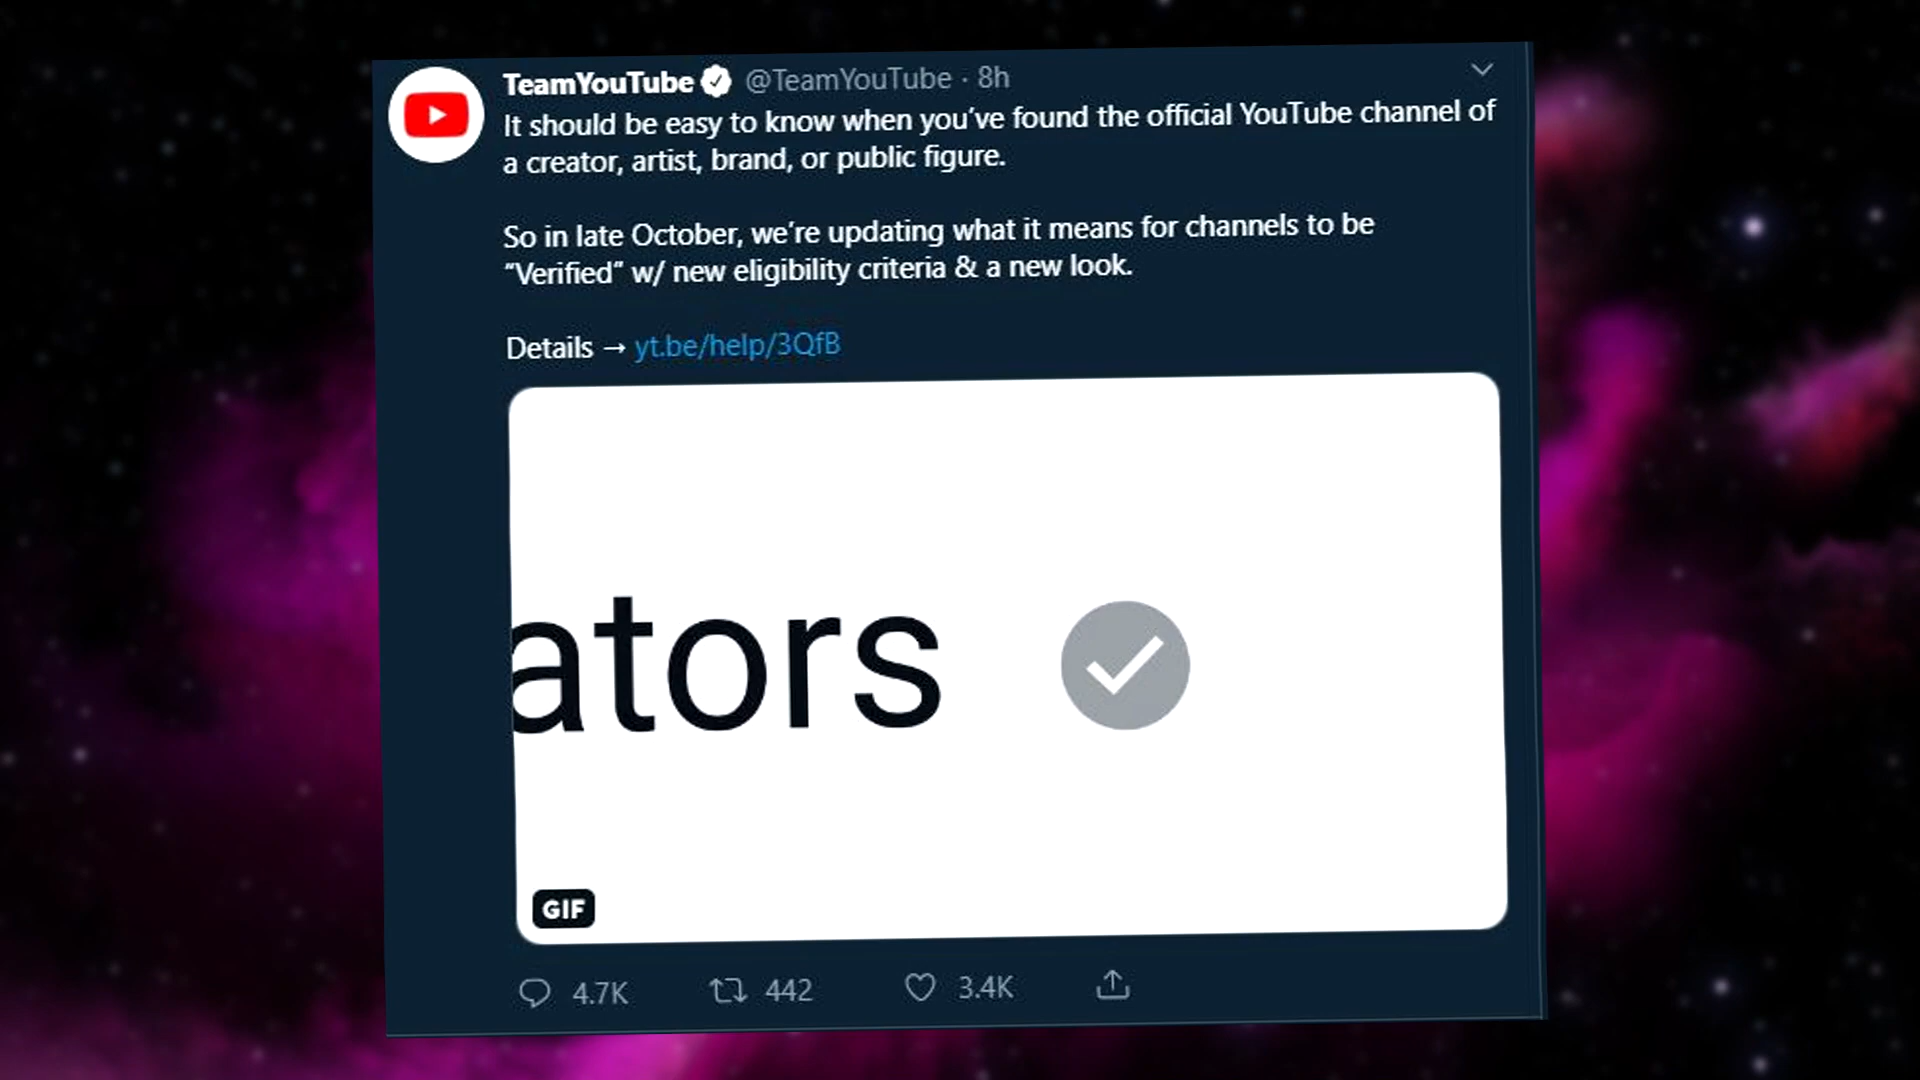 TeamYouTube @TeamYouTube · 8h
It should be easy to know when you've found the official YouTube channel of
a creator, artist, brand, or public figure.
So in late October, we're updating what it means for channels to be
"Verified" w/ new eligibility criteria & a new look.
Details → yt.be/help/3QfB
ators
GIF
4.7K 442 3.4K